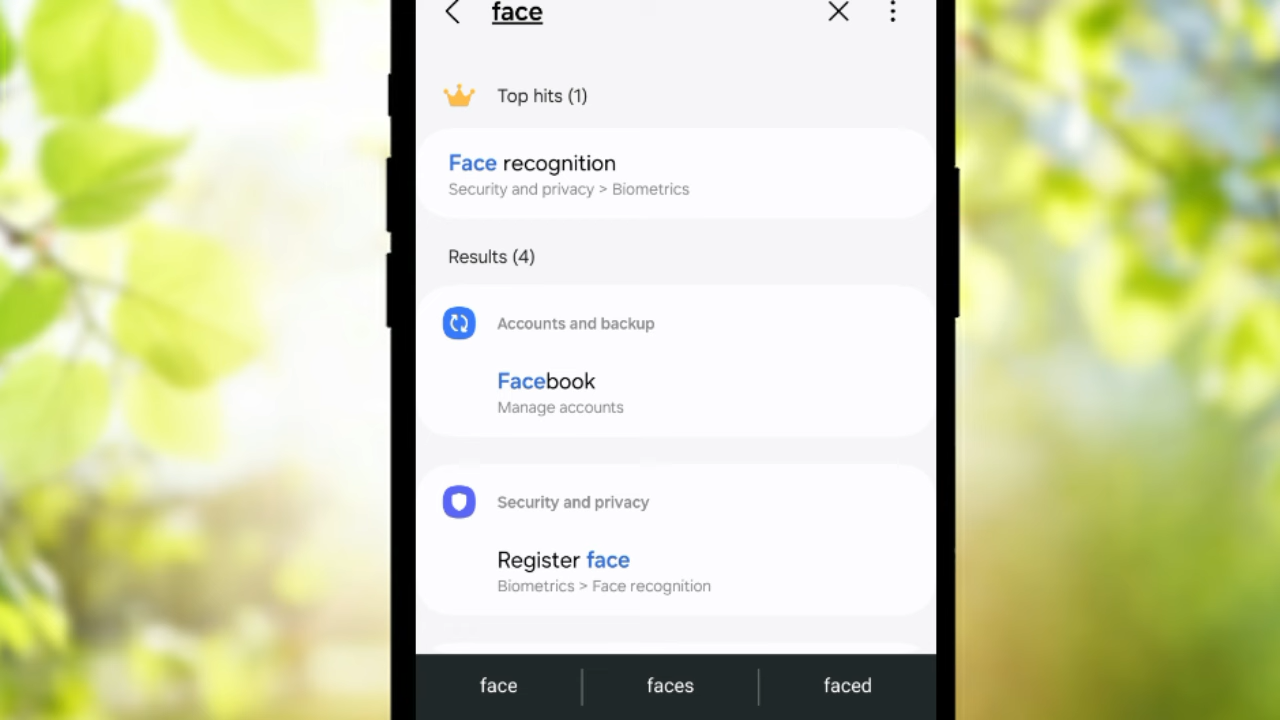 face
Top hits (1)
Face recognition
Security and privacy > Biometrics
Results (4)
Accounts and backup
Facebook
Manage accounts
Security and privacy
Register face
Biometrics > Face recognition
face
faces
faced